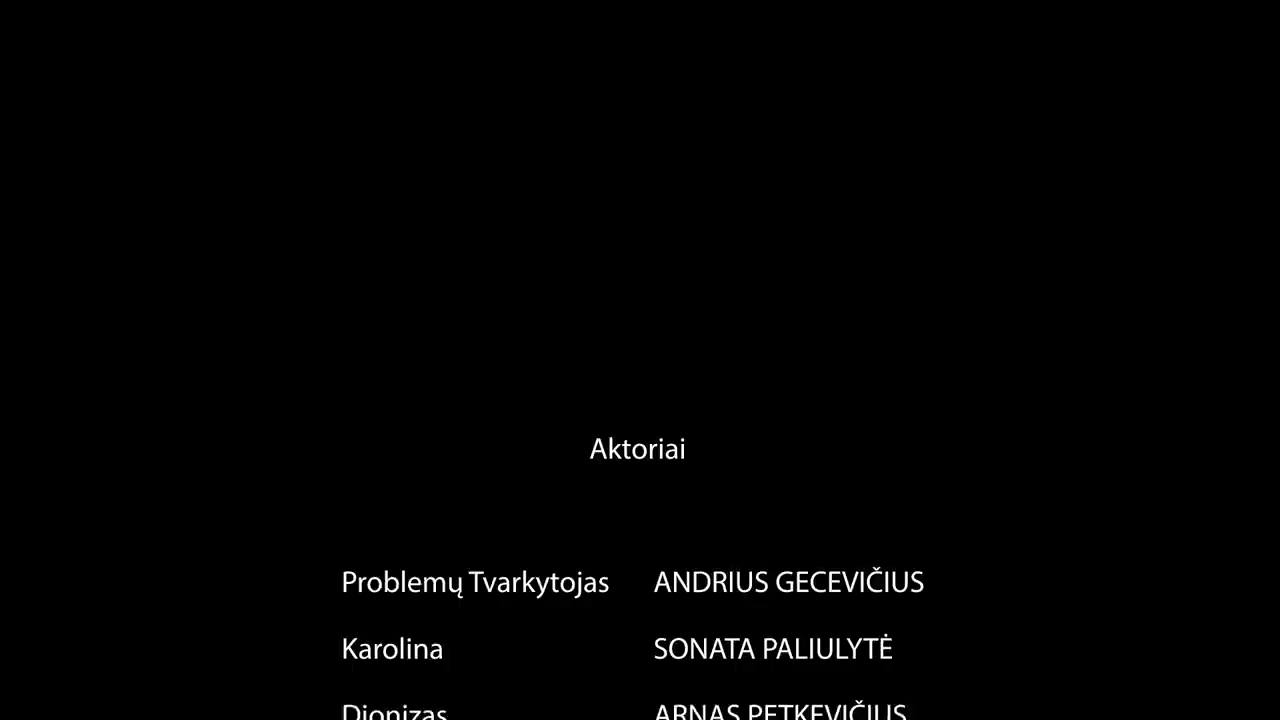 Aktoriai
Problemų Tvarkytojas ANDRIUS GECEVIČIUS
Karolina SONATA PALIULYTĖ
Dionizas ARNAS PETKEVIČIUS